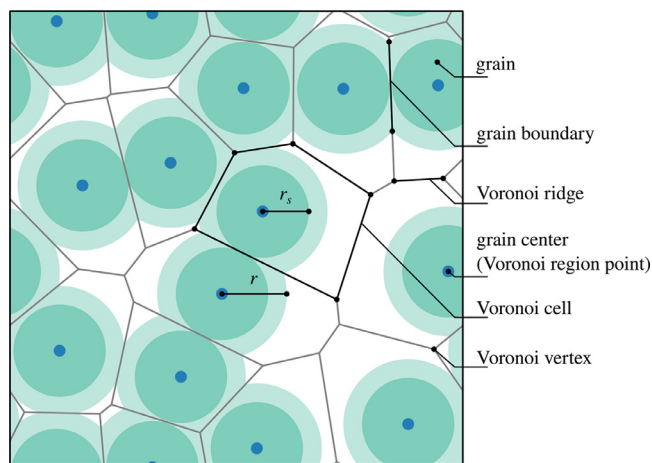 grain
grain boundary
r_s
Voronoi ridge
grain center
(Voronoi region point)
r
Voronoi cell
Voronoi vertex